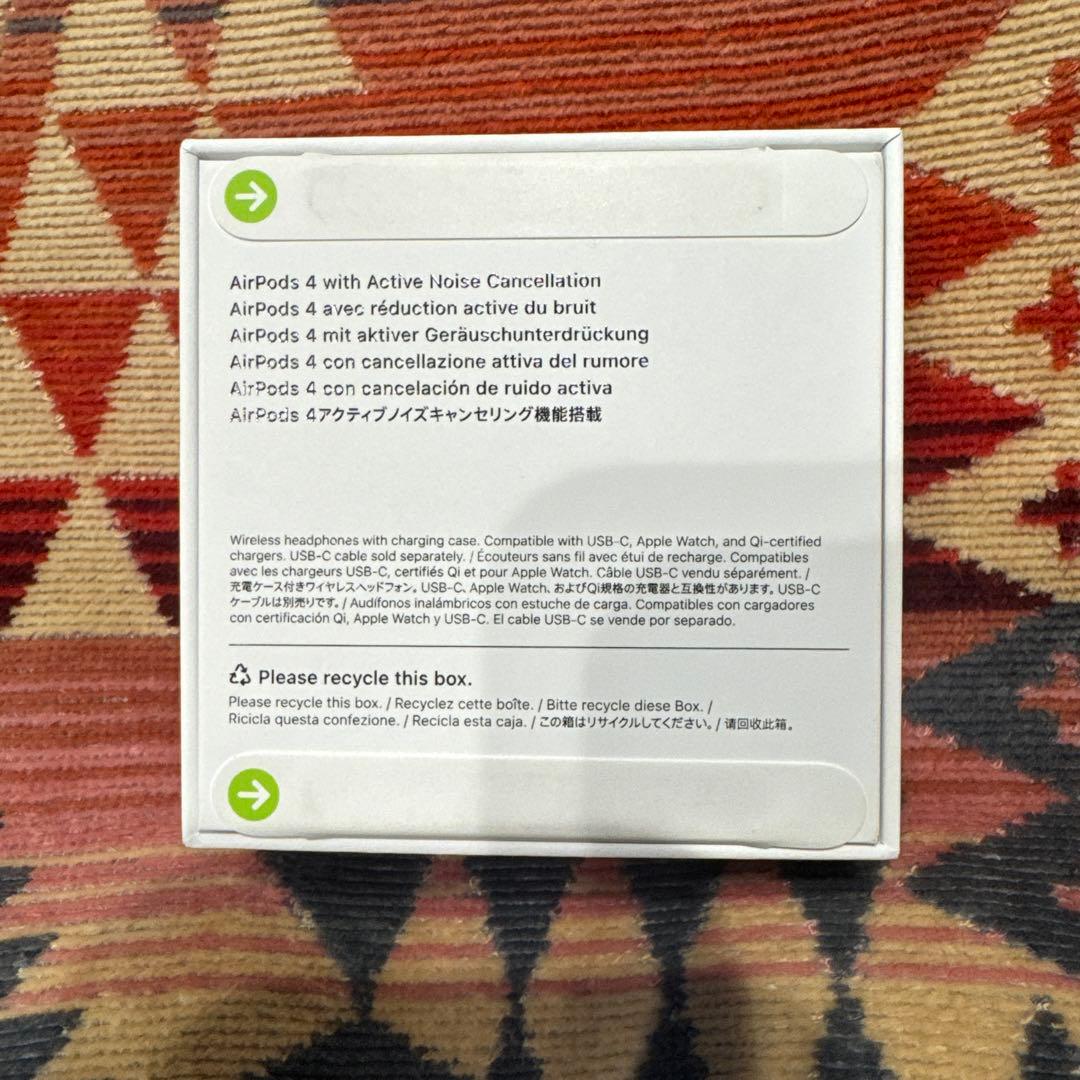 AirPods 4 with Active Noise Cancellation
AirPods 4 avec réduction active du bruit
AirPods 4 mit aktiver Geräuschunterdrückung
AirPods 4 con cancellazione attiva del rumore
AirPods 4 con cancelación de ruido activa
AirPods 4アクティブノイズキャンセリング機能搭載
Wireless headphones with charging case. Compatible with USB-C, Apple Watch, and Qi-certified
chargers. USB-C cable sold separately. / Écouteurs sans fil avec étui de recharge. Compatibles
avec les chargeurs USB-C, certifiés Qi et pour Apple Watch. Câble USB-C vendu séparément. /
充電ケース付きワイヤレスヘッドフォン。USB-C、Apple Watch、およびQi規格の充電器と互換性があります。USB-C
ケーブルは別売りです。/ Audífonos inalámbricos con estuche de carga. Compatibles con cargadores
con certificación Qi, Apple Watch y USB-C. El cable USB-C se vende por separado.
Please recycle this box.
Please recycle this box. / Recyclez cette boîte. / Bitte recycle diese Box. /
Ricicla questa confezione. / Recicla esta caja. / この箱はリサイクルしてください。/ 请回收此箱。